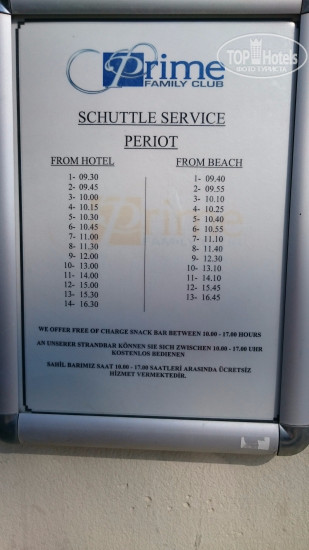 Prime
FAMILY CLUB
TOP Hotels
SCHUTTLE SERVICE
PERIOT
FROM HOTEL
1- 09.30
2- 09.45
3- 10.00
4- 10.15
5- 10.30
6- 10.45
7- 11.00
8- 11.30
9- 12.00
10- 13.00
11- 14.00
12- 15.00
13- 15.30
14- 16.30
FROM BEACH
1- 09.40
2- 09.55
3- 10.10
4- 10.25
5- 10.40
6- 10.55
7- 11.10
8- 11.40
9- 12.30
10- 13.10
11- 14.10
12- 15.45
13- 16.45
Prime
WE OFFER FREE OF CHARGE SNACK BAR BETWEEN 10.00 - 17.00 HOURS
AN UNSERER STRANDBAR KÖNNEN SIE SICH ZWISCHEN 10.00 - 17.00 UHR
KOSTENLOS BEDIENEN
SAHİL BARIMIZ SAAT 10.00 - 17.00 SAATLERİ ARASINDA ÜCRETSİZ
HİZMET VERMEKTEDİR.